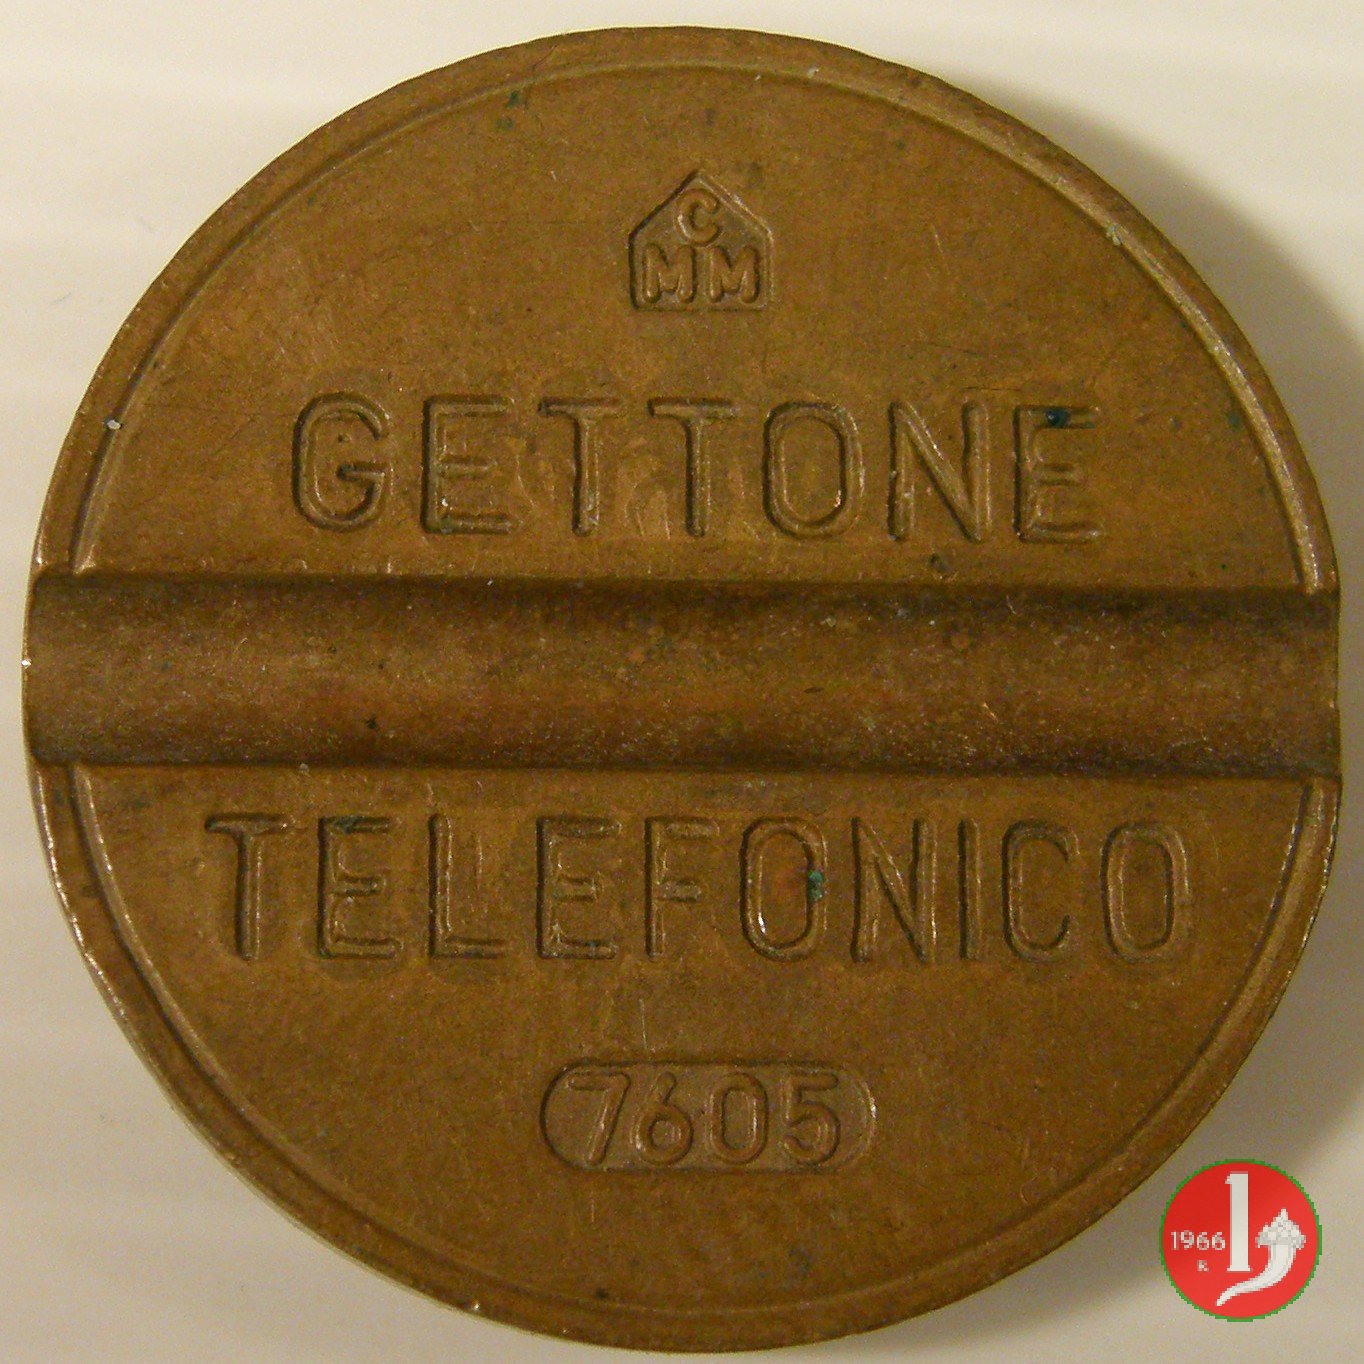 C
MM
GETTONE
TELEFONICO
7605
1966
K